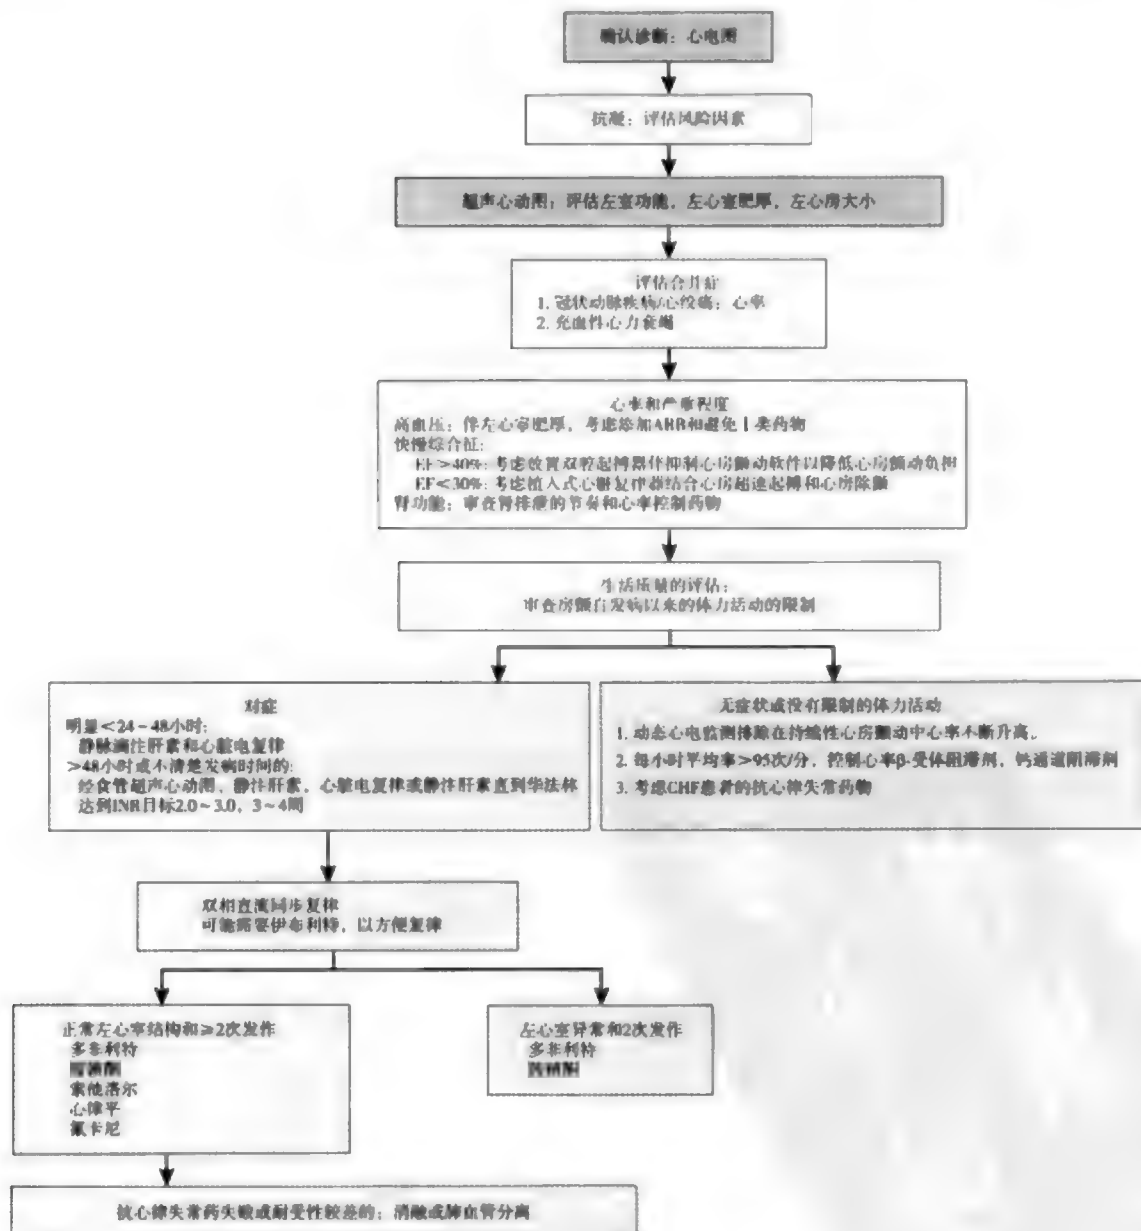 确认诊断：心电图
抗凝：评估风险因素
超声心动图：评估左室功能，左心室肥厚，左心房大小
评估合并症
1. 冠状动脉疾病/心绞痛：心率
2. 充血性心力衰竭
心率和严重程度
高血压：伴左心室肥厚，考虑添加ARB和避免Ⅰ类药物
快慢综合征：
EF＞40%：考虑放置双腔起搏器伴抑制心房颤动软件以降低心房颤动负担
EF＜30%：考虑植入式心脏复律器结合心房超速起搏和心房除颤
肾功能：审查肾排泄的节奏和心率控制药物
生活质量的评估：
审查房颤自发病以来的体力活动的限制
对症
明显＜24～48小时：
静脉滴注肝素和心脏电复律
＞48小时或不清楚发病时间的：
经食管超声心动图，静注肝素，心脏电复律或静注肝素直到华法林
达到INR目标2.0～3.0，3～4周
无症状或没有限制的体力活动
1. 动态心电监测排除在持续性心房颤动中心率不断升高。
2. 每小时平均率＞95次/分，控制心率β-受体阻滞剂，钙通道阻滞剂
3. 考虑CHF患者的抗心律失常药物
双相直流同步复律
可能需要伊布利特，以方便复律
正常左心室结构和≥2次发作
多非利特
索他洛尔
心律平
氟卡尼
左心室异常和2次发作
多非利特
抗心律失常药失败或耐受性较差的：消融或肺血管分离